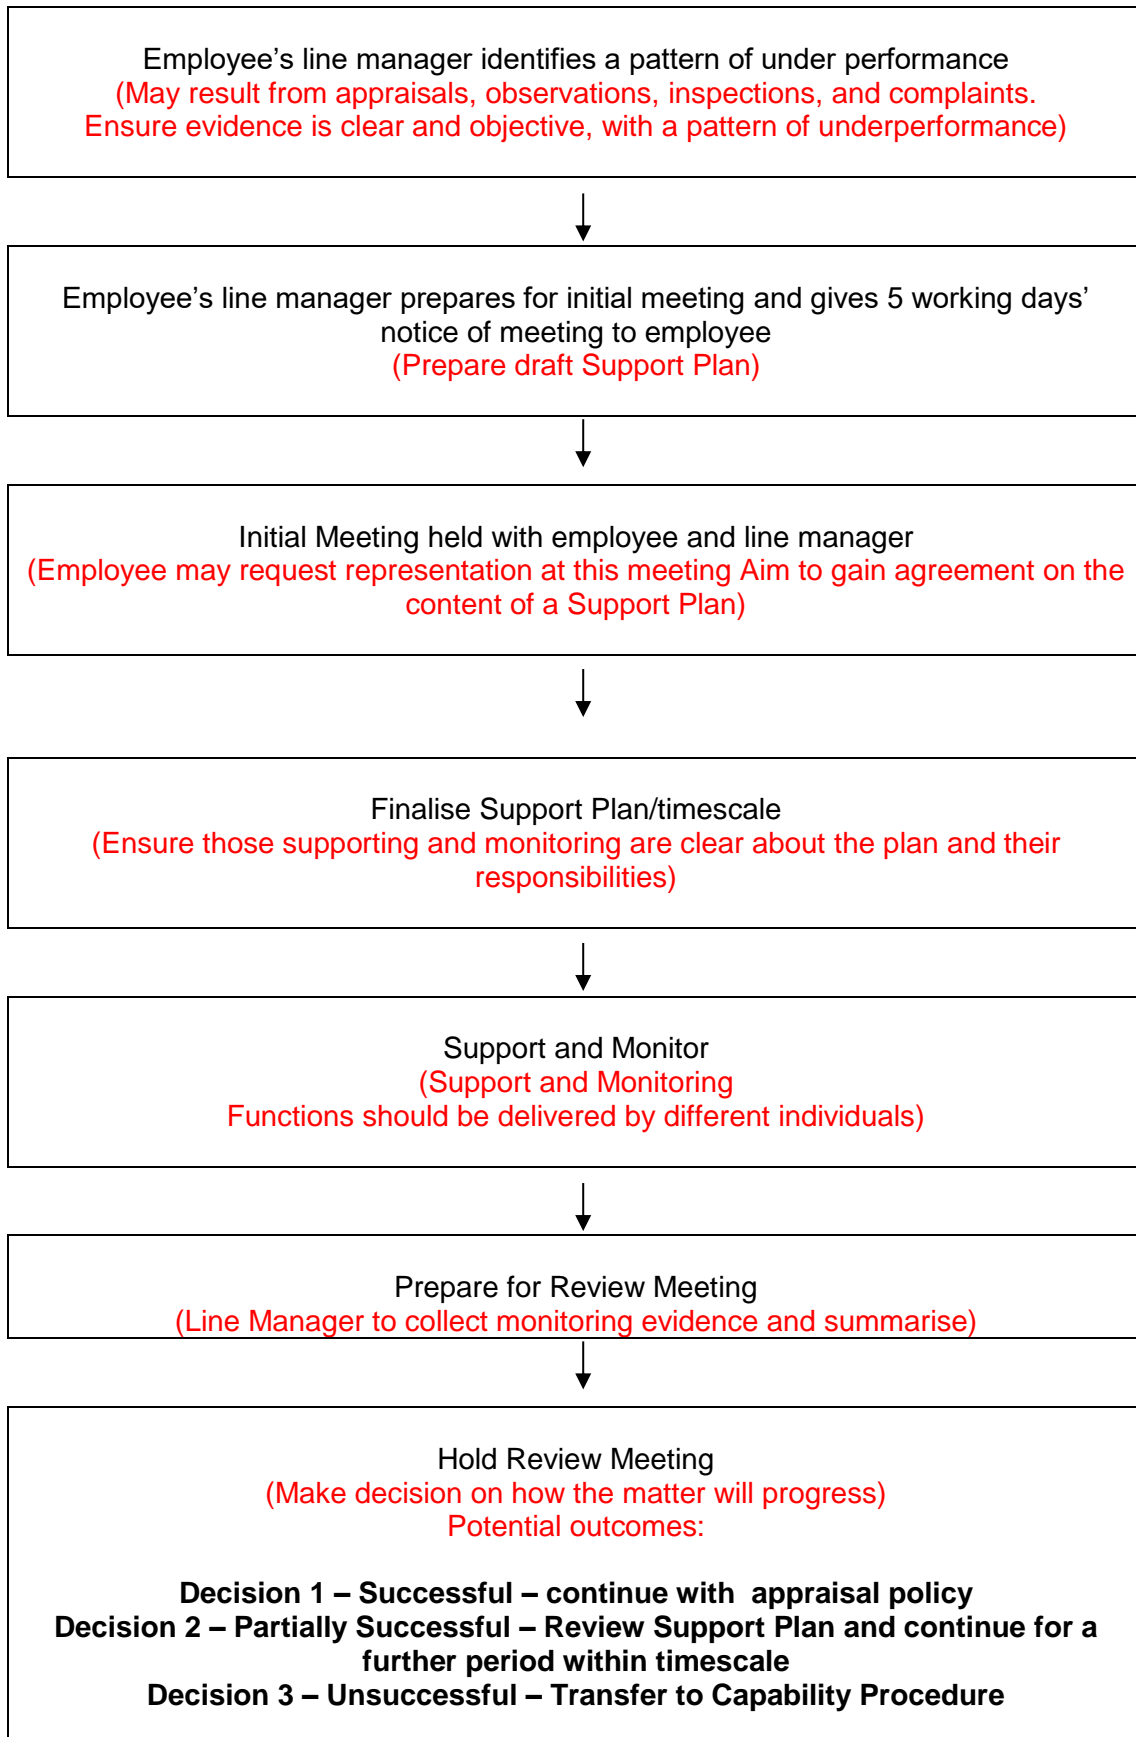 Employee’s line manager identifies a pattern of under performance
(May result from appraisals, observations, inspections, and complaints.
Ensure evidence is clear and objective, with a pattern of underperformance)
Employee’s line manager prepares for initial meeting and gives 5 working days’
notice of meeting to employee
(Prepare draft Support Plan)
Initial Meeting held with employee and line manager
(Employee may request representation at this meeting Aim to gain agreement on the
content of a Support Plan)
Finalise Support Plan/timescale
(Ensure those supporting and monitoring are clear about the plan and their
responsibilities)
Support and Monitor
(Support and Monitoring
Functions should be delivered by different individuals)
Prepare for Review Meeting
(Line Manager to collect monitoring evidence and summarise)
Hold Review Meeting
(Make decision on how the matter will progress)
Potential outcomes:
Decision 1 – Successful – continue with  appraisal policy
Decision 2 – Partially Successful – Review Support Plan and continue for a
further period within timescale
Decision 3 – Unsuccessful – Transfer to Capability Procedure